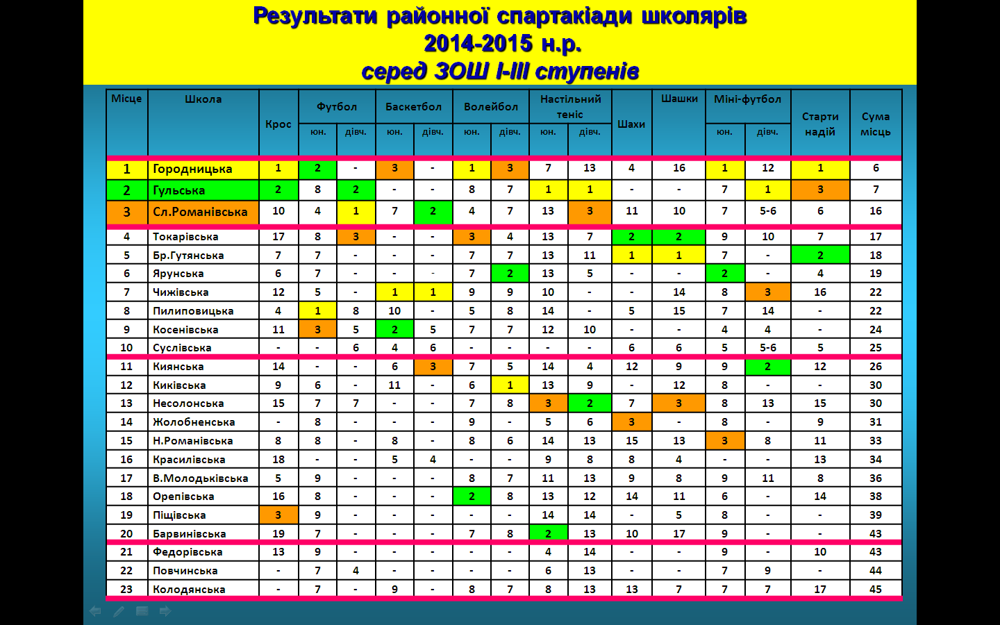 Результати районної спартакіади школярів
2014-2015 н.р.
серед ЗОШ І-ІІІ ступенів
Місце Школа Крос Футбол Баскетбол Волейбол Настільний теніс Шахи Шашки Міні-футбол Старти надій Сума місць
юн. дівч. юн. дівч. юн. дівч. юн. дівч. юн. дівч.
1 Городницька 1 2 - 3 - 1 3 7 13 4 16 1 12 1 6
2 Гульська 2 8 2 - - 8 7 1 1 - - 7 1 3 7
3 Сл.Романівська 10 4 1 7 2 4 7 13 3 11 10 7 5-6 6 16
4 Токарівська 17 8 3 - - 3 4 13 7 2 2 9 10 7 17
5 Бр.Гутянська 7 7 - - - 7 7 13 11 1 1 7 - 2 18
6 Ярунська 6 7 - - - 7 2 13 5 - - 2 - 4 19
7 Чижівська 12 5 - 1 1 9 9 10 - - 14 8 3 16 22
8 Пилиповицька 4 1 8 10 - 5 8 14 - 5 15 7 14 - 22
9 Косенівська 11 3 5 2 5 7 7 12 10 - - 4 4 - 24
10 Суслівська - - 6 4 6 - - - - 6 6 5 5-6 5 25
11 Киянська 14 - - 6 3 7 5 14 4 12 9 9 2 12 26
12 Киківська 9 6 - 11 - 6 1 13 9 - 12 8 - - 30
13 Несолонська 15 7 7 - - 7 8 3 2 7 3 8 13 15 30
14 Жолобненська - 8 - - - 9 - 5 6 3 - 8 - 9 31
15 Н.Романівська 8 8 - 8 - 8 6 14 13 15 13 3 8 11 33
16 Красилівська 18 - - 5 4 - - 9 8 8 4 - - 13 34
17 В.Молодьківська 5 9 - - - 8 7 11 13 9 8 9 11 8 36
18 Орепівська 16 8 - - - 2 8 13 12 14 11 6 - 14 38
19 Піщівська 3 9 - - - - - 14 14 - 5 8 - - 39
20 Барвинівська 19 7 - - - 7 8 2 13 10 17 9 - - 43
21 Федорівська 13 9 - - - - - 4 14 - - 9 - 10 43
22 Повчинська - 7 4 - - - - 6 13 - - 7 9 - 44
23 Колодянська - 7 - 9 - 8 7 8 13 13 7 7 7 17 45